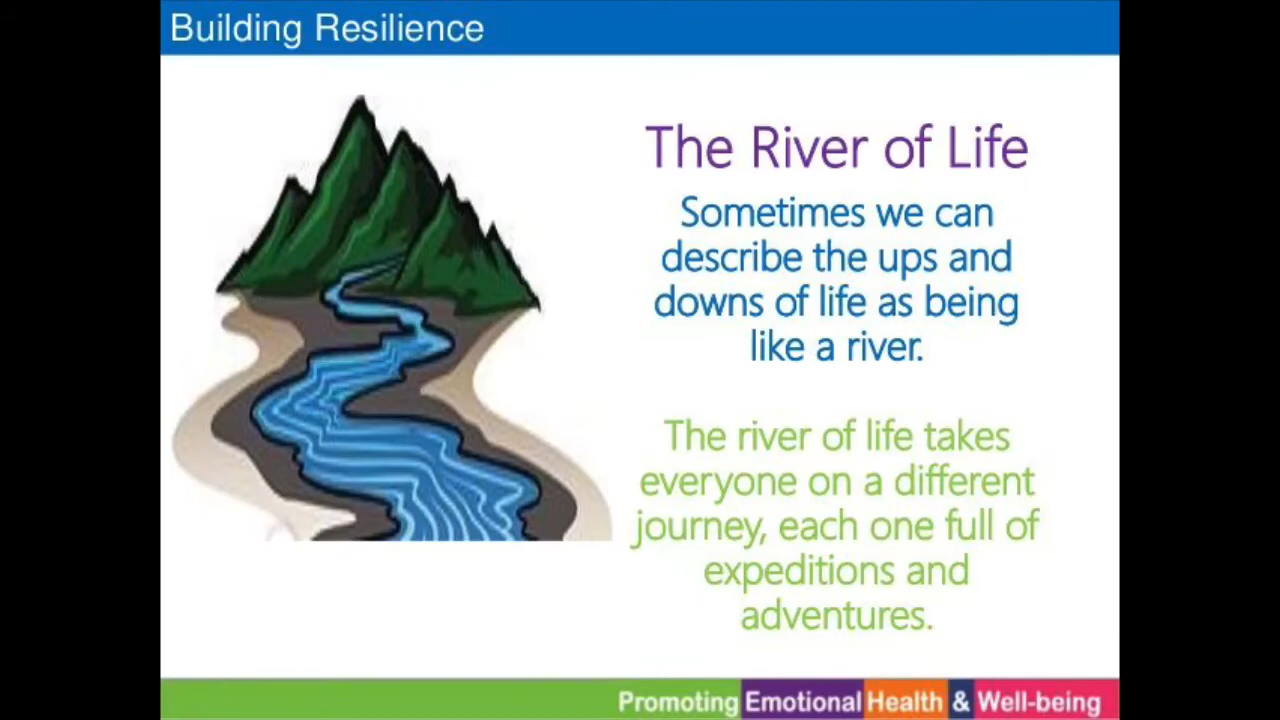 Building Resilience
The River of Life
Sometimes we can
describe the ups and
downs of life as being
like a river.
The river of life takes
everyone on a different
journey, each one full of
expeditions and
adventures.
Promoting Emotional Health & Well-being